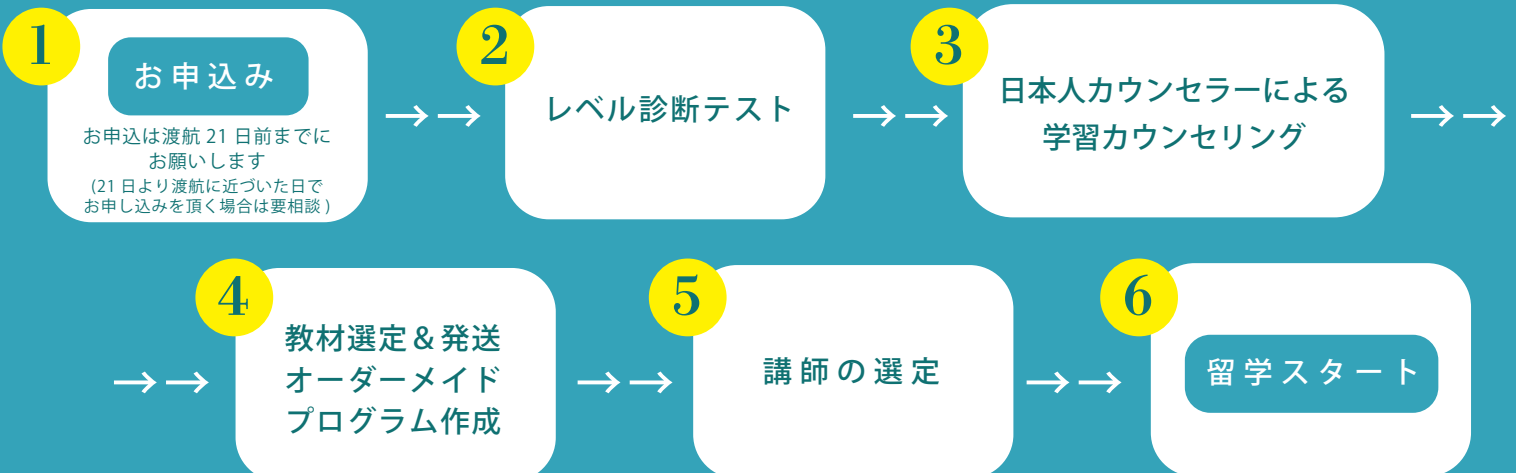 1
お申込み
お申込は渡航 21 日前までに
お願いします
(21 日より渡航に近づいた日で
お申し込みを頂く場合は要相談 )
→→
2
レベル診断テスト
→→
3
日本人カウンセラーによる
学習カウンセリング
→→
→→
4
教材選定＆発送
オーダーメイド
プログラム作成
→→
5
講師の選定
→→
6
留学スタート